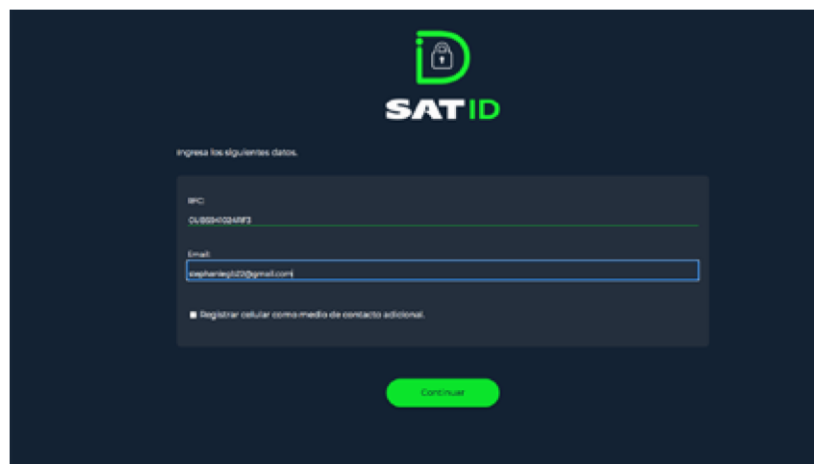 SAT ID
Ingresa los siguientes datos.
RFC:
Email:
Registrar celular como medio de contacto adicional.
Continuar